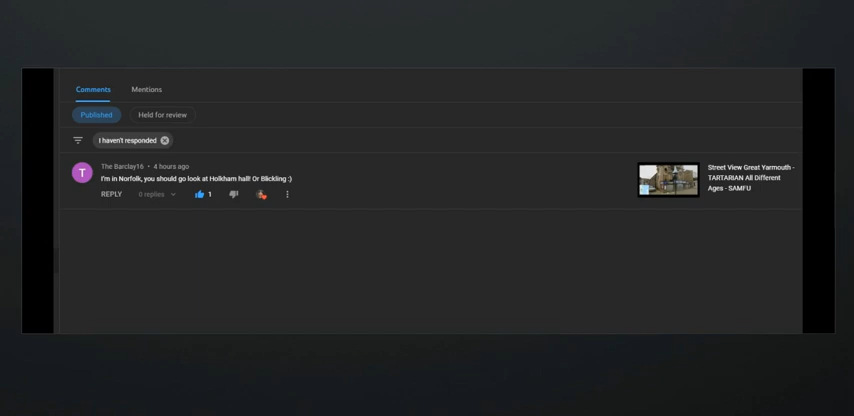 Comments Mentions
Published Held for review
I haven't responded
T
The Barclay16 • 4 hours ago
I'm in Norfolk, you should go look at Holkham hall! Or Blickling :)
REPLY 0 replies 1
Street View Great Yarmouth -
TARTARIAN All Different
Ages - SAMFU